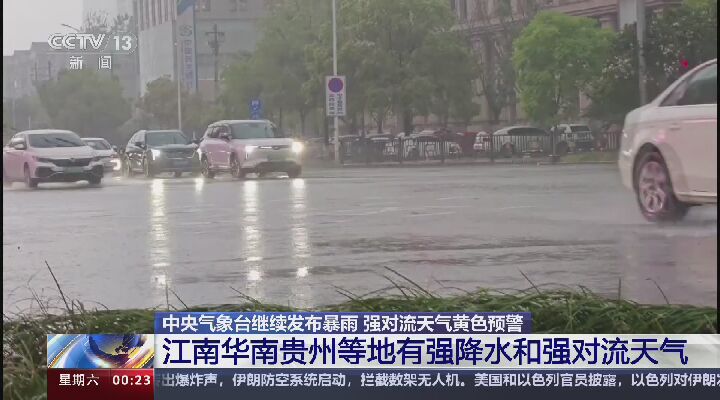 CCTV 13
新闻
中央气象台继续发布暴雨 强对流天气黄色预警
江南华南贵州等地有强降水和强对流天气
星期六 00:23
出爆炸声，伊朗防空系统启动，拦截数架无人机。美国和以色列官员披露，以色列对伊朗